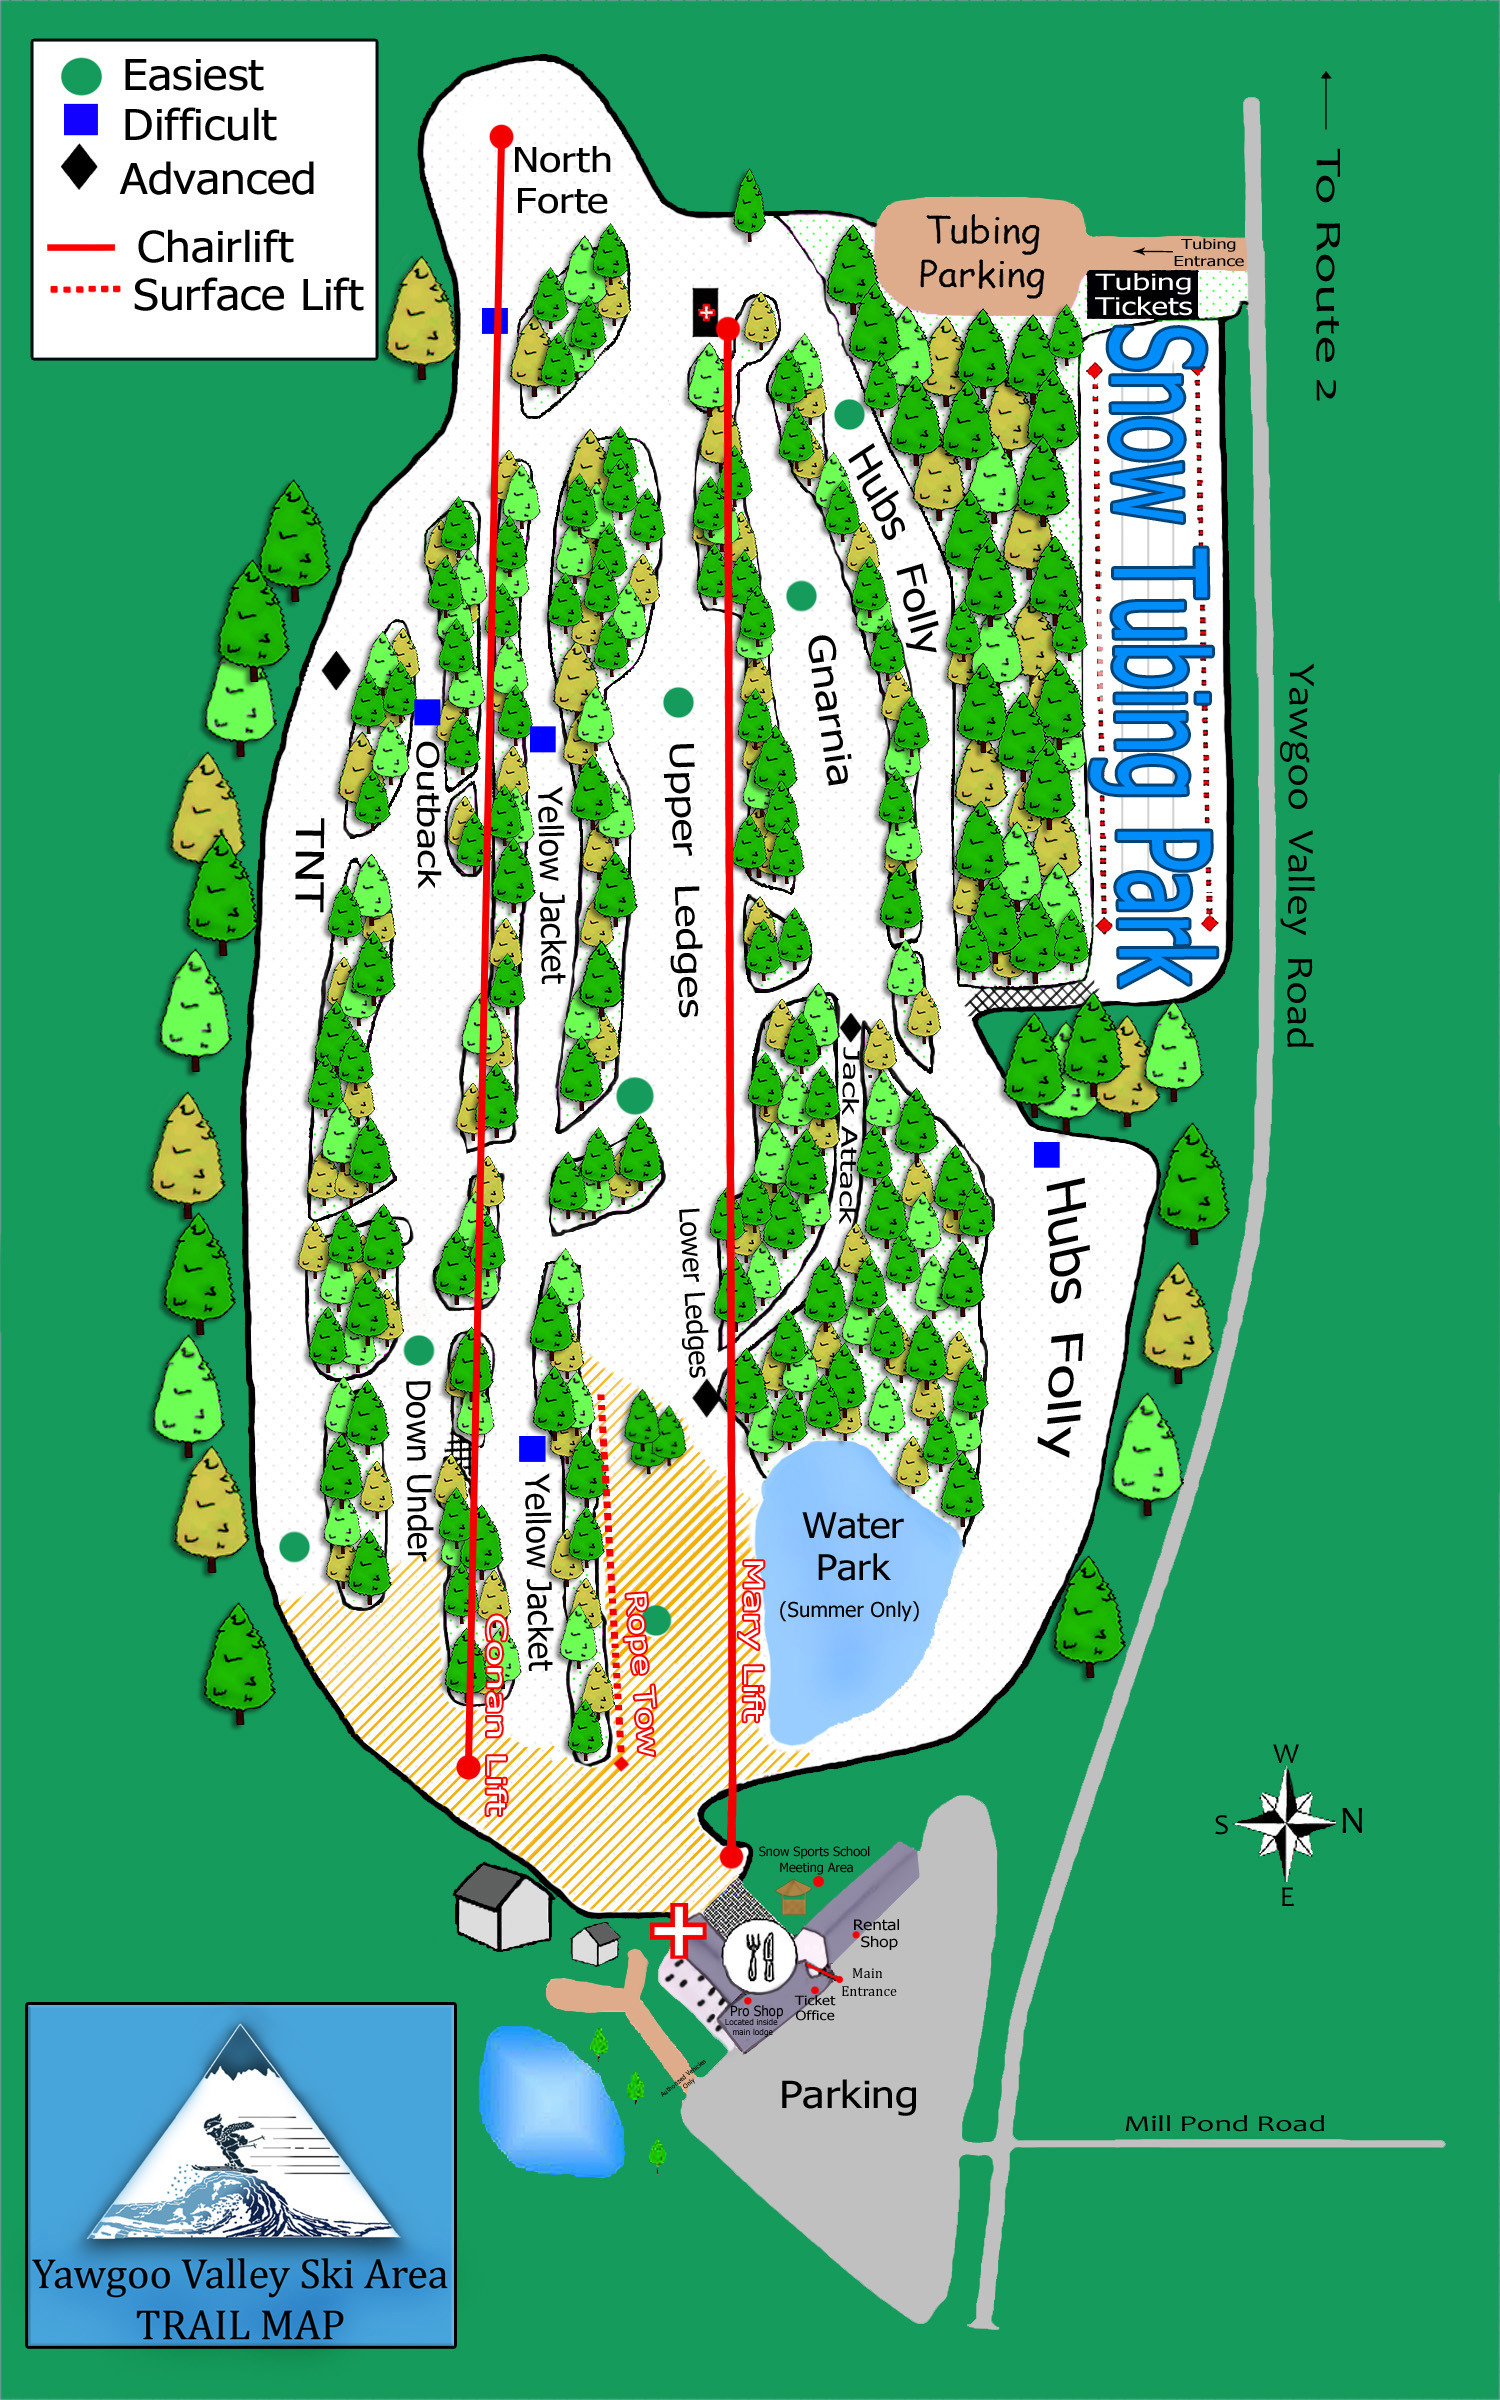 Easiest
Difficult
Advanced
Chairlift
Surface Lift
North
Forte
Tubing
Parking
Tubing
Entrance
Tubing
Tickets
To Route 2
Snow Tubing Park
Hubs Folly
Gnarnia
Yawgoo Valley Road
Upper Ledges
Outback
Yellow Jacket
TNT
Jack Attack
Lower Ledges
Hubs Folly
Down Under
Yellow Jacket
Water
Park
(Summer Only)
Mary Lift
Rope Tow
Conan Lift
W
S
N
E
Snow Sports School
Meeting Area
Rental
Shop
Main
Entrance
Ticket
Office
Pro Shop
Located inside
main lodge
Authorized Vehicles
Only
Parking
Mill Pond Road
Yawgoo Valley Ski Area
TRAIL MAP